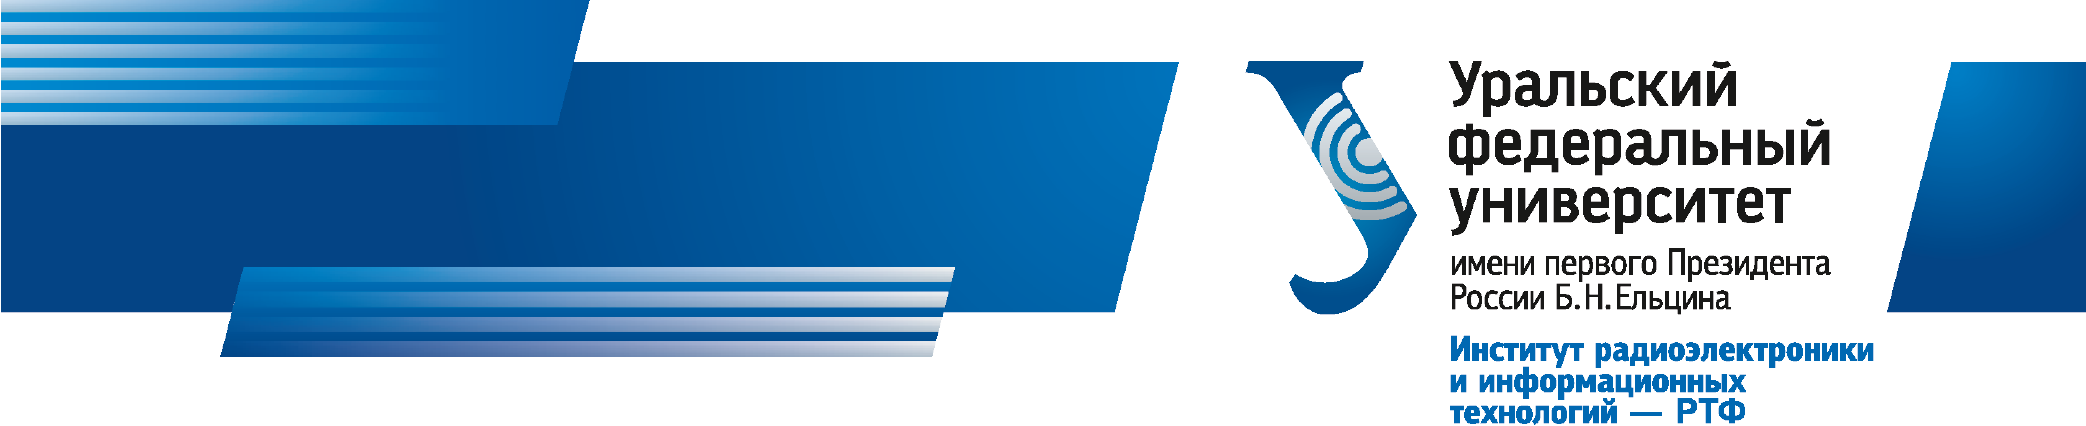 Уральский
федеральный
университет
имени первого Президента
России Б.Н.Ельцина
Институт радиоэлектроники
и информационных
технологий — РТФ